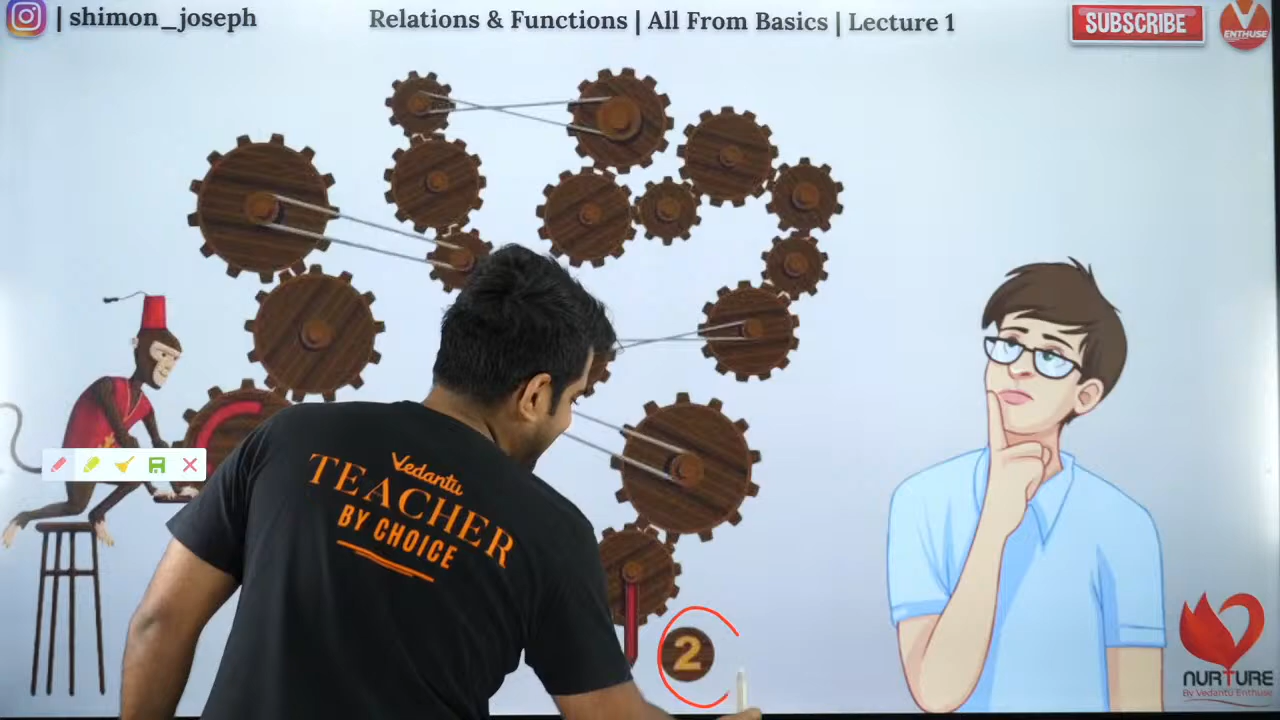 | shimon_joseph
Relations & Functions | All From Basics | Lecture 1
SUBSCRIBE
V
ENTHUSE
Vedantu
TEACHER
BY CHOICE
2
NURTURE
By Vedantu Enthuse